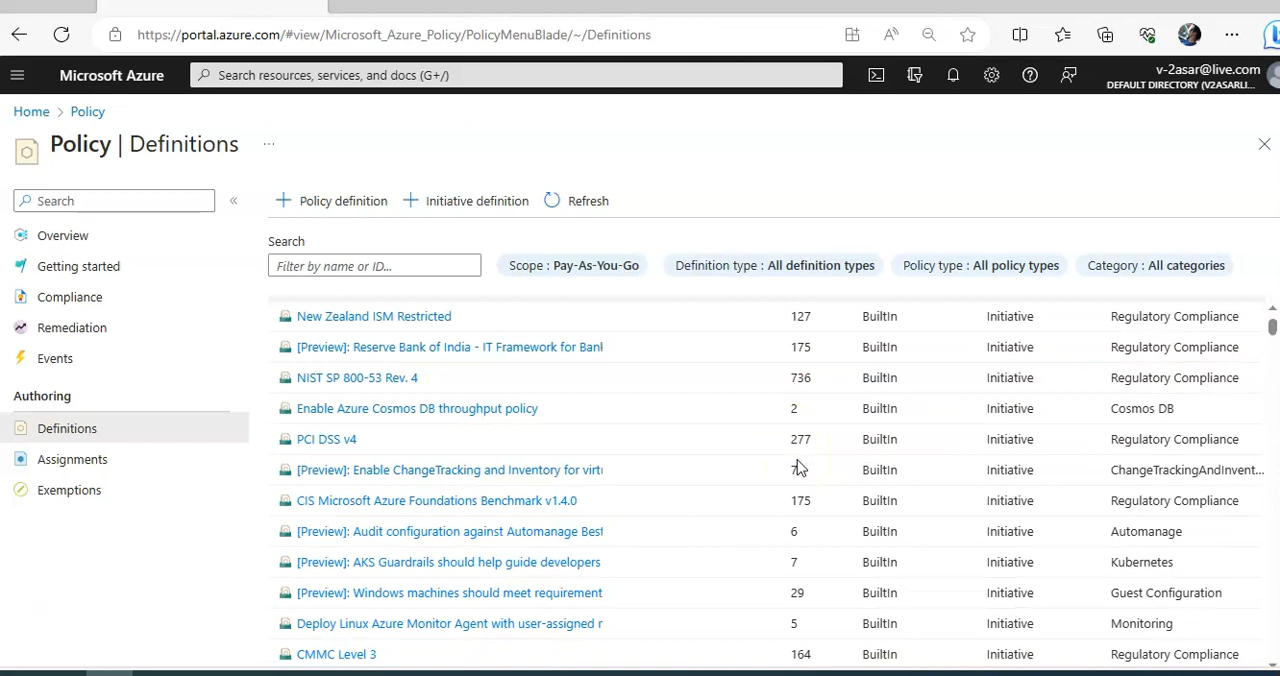 https://portal.azure.com/#view/Microsoft_Azure_Policy/PolicyMenuBlade/~/Definitions
Microsoft Azure
Search resources, services, and docs (G+/)
v-2asar@live.com
DEFAULT DIRECTORY (V2ASARLI...
Home > Policy
Policy | Definitions ...
Search
Policy definition
Initiative definition
Refresh
Overview
Getting started
Compliance
Remediation
Events
Authoring
Definitions
Assignments
Exemptions
Search
Filter by name or ID...
Scope : Pay-As-You-Go
Definition type : All definition types
Policy type : All policy types
Category : All categories
New Zealand ISM Restricted 127 BuiltIn Initiative Regulatory Compliance
[Preview]: Reserve Bank of India - IT Framework for Bank 175 BuiltIn Initiative Regulatory Compliance
NIST SP 800-53 Rev. 4 736 BuiltIn Initiative Regulatory Compliance
Enable Azure Cosmos DB throughput policy 2 BuiltIn Initiative Cosmos DB
PCI DSS v4 277 BuiltIn Initiative Regulatory Compliance
[Preview]: Enable ChangeTracking and Inventory for virtu BuiltIn Initiative ChangeTrackingAndInvent...
CIS Microsoft Azure Foundations Benchmark v1.4.0 175 BuiltIn Initiative Regulatory Compliance
[Preview]: Audit configuration against Automanage Best 6 BuiltIn Initiative Automanage
[Preview]: AKS Guardrails should help guide developers 7 BuiltIn Initiative Kubernetes
[Preview]: Windows machines should meet requirement 29 BuiltIn Initiative Guest Configuration
Deploy Linux Azure Monitor Agent with user-assigned r 5 BuiltIn Initiative Monitoring
CMMC Level 3 164 BuiltIn Initiative Regulatory Compliance